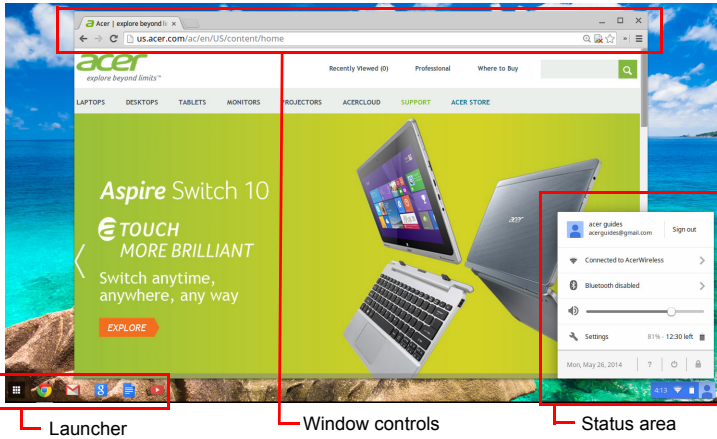 Acer | explore beyond li
us.acer.com/ac/en/US/content/home
acer
explore beyond limits™
Recently Viewed (0) Professional Where to Buy
LAPTOPS DESKTOPS TABLETS MONITORS PROJECTORS ACERCLOUD SUPPORT ACER STORE
Aspire Switch 10
TOUCH
MORE BRILLIANT
Switch anytime,
anywhere, any way
EXPLORE
acer
acer guides
acerguides@gmail.com
Sign out
Connected to AcerWireless
Bluetooth disabled
Settings 81% - 12:30 left
Mon, May 26, 2014 ?
8
4:13
Launcher
Window controls
Status area